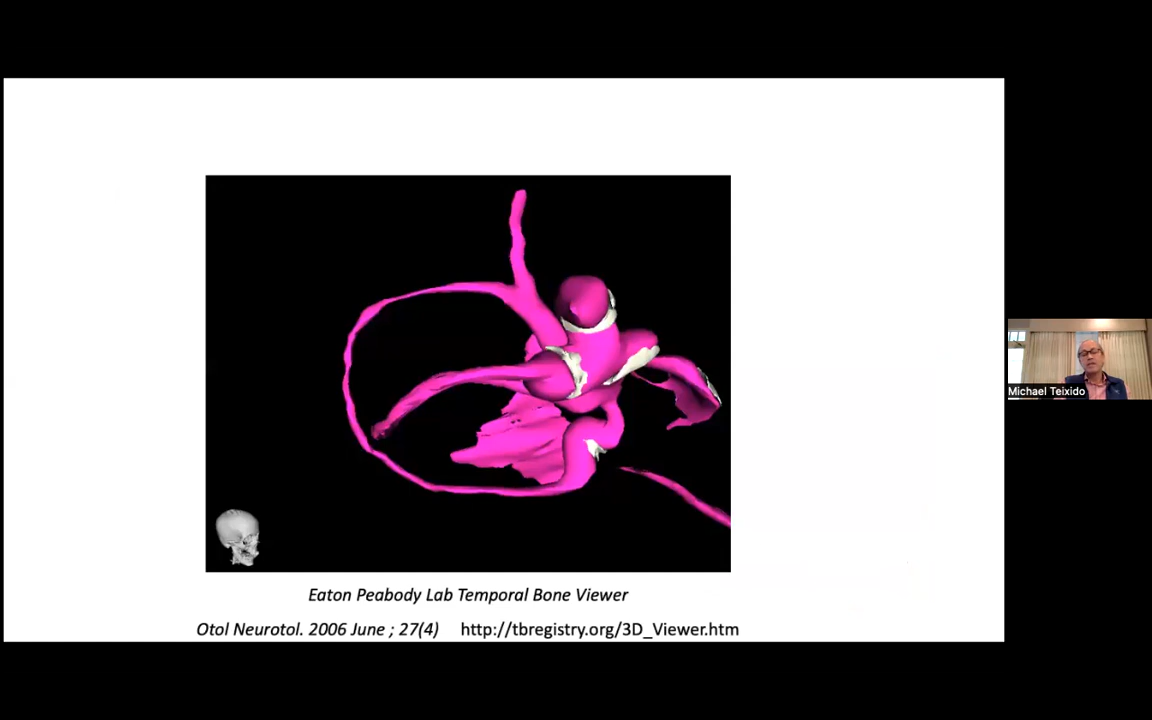 Eaton Peabody Lab Temporal Bone Viewer
Otol Neurotol. 2006 June ; 27(4) http://tbregistry.org/3D_Viewer.htm
Michael Teixido